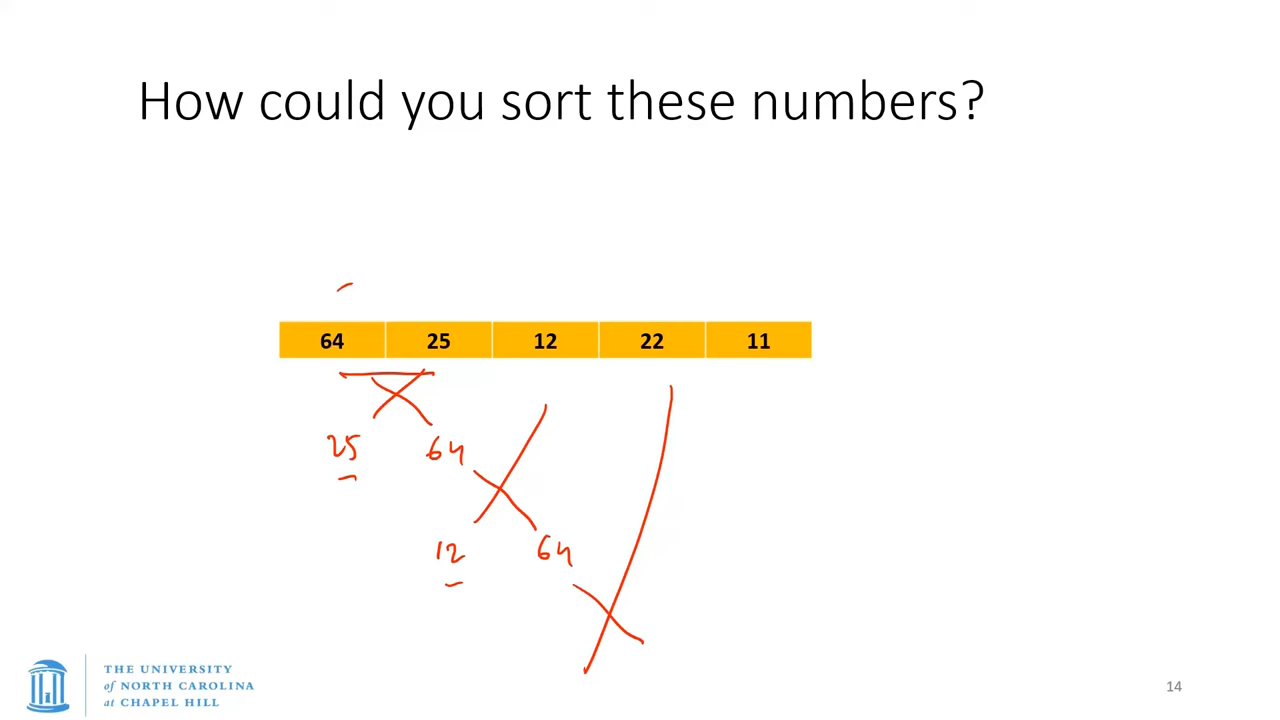 How could you sort these numbers?
64 25 12 22 11
25 64
12 64
THE UNIVERSITY
of NORTH CAROLINA
at CHAPEL HILL
14